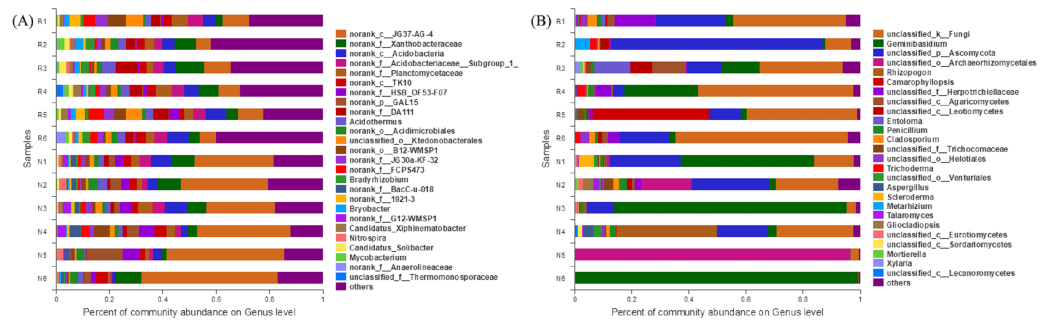 (A)
R1
R2
R3
R4
R5
R6
N1
N2
N3
N4
N5
N6
Samples
0
0.2
0.4
0.6
0.8
1
Percent of community abundance on Genus level
norank_c__JG37-AG-4
norank_f__Xanthobacteraceae
norank_c__Acidobacteria
norank_f__Acidobacteriaceae__Subgroup_1_
norank_f__Planctomycetaceae
norank_c__TK10
norank_f__HSB_OF53-F07
norank_p__GAL15
norank_f__DA111
Acidothermus
norank_o__Acidimicrobiales
unclassified_o__Ktedonobacterales
norank_o__B12-WMSP1
norank_f__JG30a-KF-32
norank_f__FCPS473
Bradyrhizobium
norank_f__BacC-u-018
norank_f__1921-3
Bryobacter
norank_g__G12-WMSP1
Candidatus_Xiphinematobacter
Nitrospira
Candidatus_Solibacter
Mycobacterium
norank_f__Anaerolineaceae
unclassified_f__Thermomonosporaceae
others
(B)
R1
R2
R3
R4
R5
R6
N1
N2
N3
N4
N5
N6
Samples
0
0.2
0.4
0.6
0.8
1
Percent of community abundance on Genus level
unclassified_k__Fungi
Geminibasidium
unclassified_p__Ascomycota
unclassified_o__Archaeorhizomycetales
Rhizopogon
Camarophyllopsis
unclassified_f__Herpotrichiellaceae
unclassified_c__Agaricomycetes
unclassified_c__Leotiomycetes
Entoloma
Penicillium
Cladosporium
unclassified_f__Trichocomaceae
unclassified_o__Helotiales
Trichoderma
unclassified_o__Venturiales
Aspergillus
Scleroderma
Metarhizium
Talaromyces
Gliocladopsis
unclassified_c__Eurotiomycetes
unclassified_c__Sordariomycetes
Mortierella
Xylaria
unclassified_c__Lecanoromycetes
others